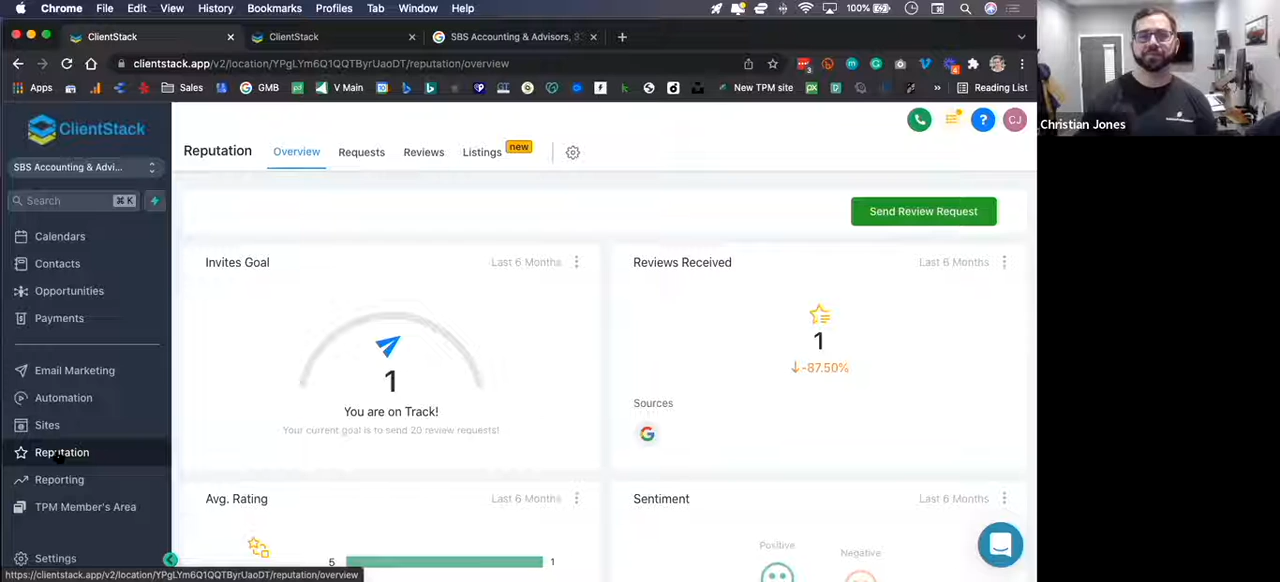 Chrome File Edit View History Bookmarks Profiles Tab Window Help 100%
ClientStack ClientStack SBS Accounting & Advisors, 3
clientstack.app/v2/location/YPgLYm6Q1QQTByrUaoDT/reputation/overview
Apps Sales GMB V Main New TPM site Reading List
Christian Jones
ClientStack
SBS Accounting & Advi...
Search ⌘ K
Calendars
Contacts
Opportunities
Payments
Email Marketing
Automation
Sites
Reputation
Reporting
TPM Member's Area
Settings
CJ
Reputation Overview Requests Reviews Listings new
Send Review Request
Invites Goal Last 6 Months
1
You are on Track!
Your current goal is to send 20 review requests!
Reviews Received Last 6 Months
1
-87.50%
Sources
Avg. Rating Last 6 Months
5 1
Sentiment Last 6 Months
Positive Negative
https://clientstack.app/v2/location/YPgLYm6Q1QQTByrUaoDT/reputation/overview